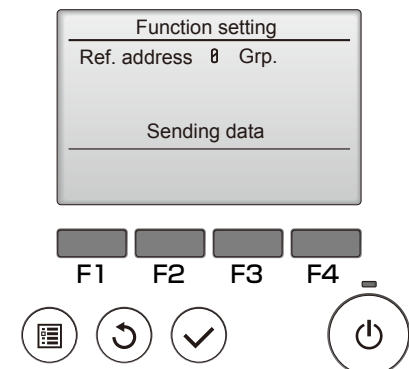 Function setting
Ref. address 0 Grp.
Sending data
F1 F2 F3 F4